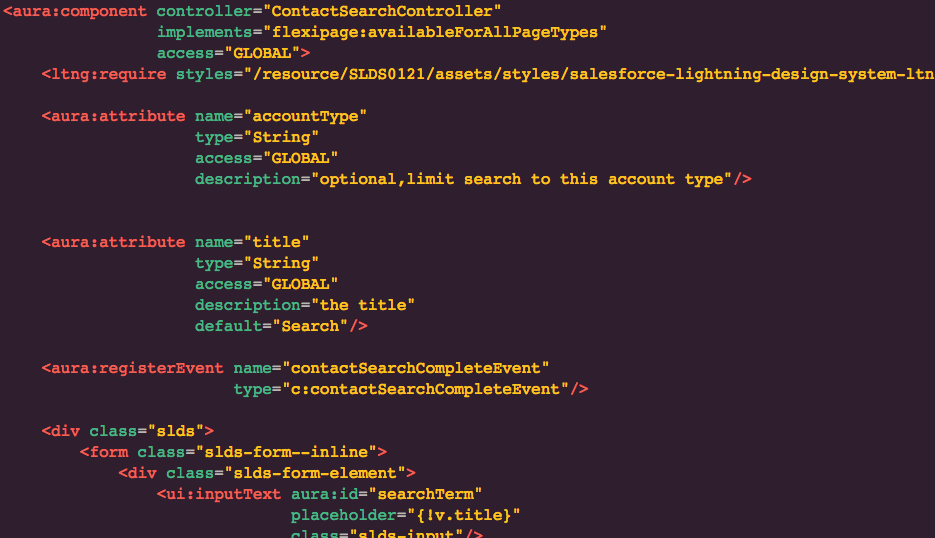 <aura:component controller="ContactSearchController"
implements="flexipage:availableForAllPageTypes"
access="GLOBAL">
<ltng:require styles="/resource/SLDS0121/assets/styles/salesforce-lightning-design-system-ltn
<aura:attribute name="accountType"
type="String"
access="GLOBAL"
description="optional,limit search to this account type"/>
<aura:attribute name="title"
type="String"
access="GLOBAL"
description="the title"
default="Search"/>
<aura:registerEvent name="contactSearchCompleteEvent"
type="c:contactSearchCompleteEvent"/>
<div class="slds">
<form class="slds-form--inline">
<div class="slds-form-element">
<ui:inputText aura:id="searchTerm"
placeholder="{!v.title}"
class="slds-input"/>